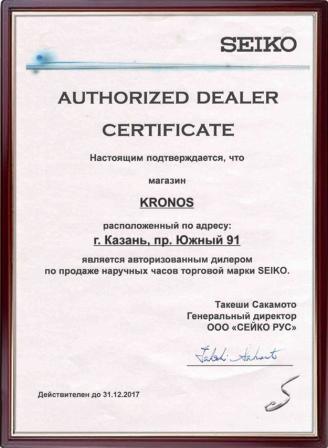 SEIKO
AUTHORIZED DEALER
CERTIFICATE
Настоящим подтверждается, что
магазин
KRONOS
расположенный по адресу:
г. Казань, пр. Южный 91
является авторизованным дилером
по продаже наручных часов торговой марки SEIKO.
Такеши Сакамото
Генеральный директор
ООО «СЕЙКО РУС»
Действителен до 31.12.2017